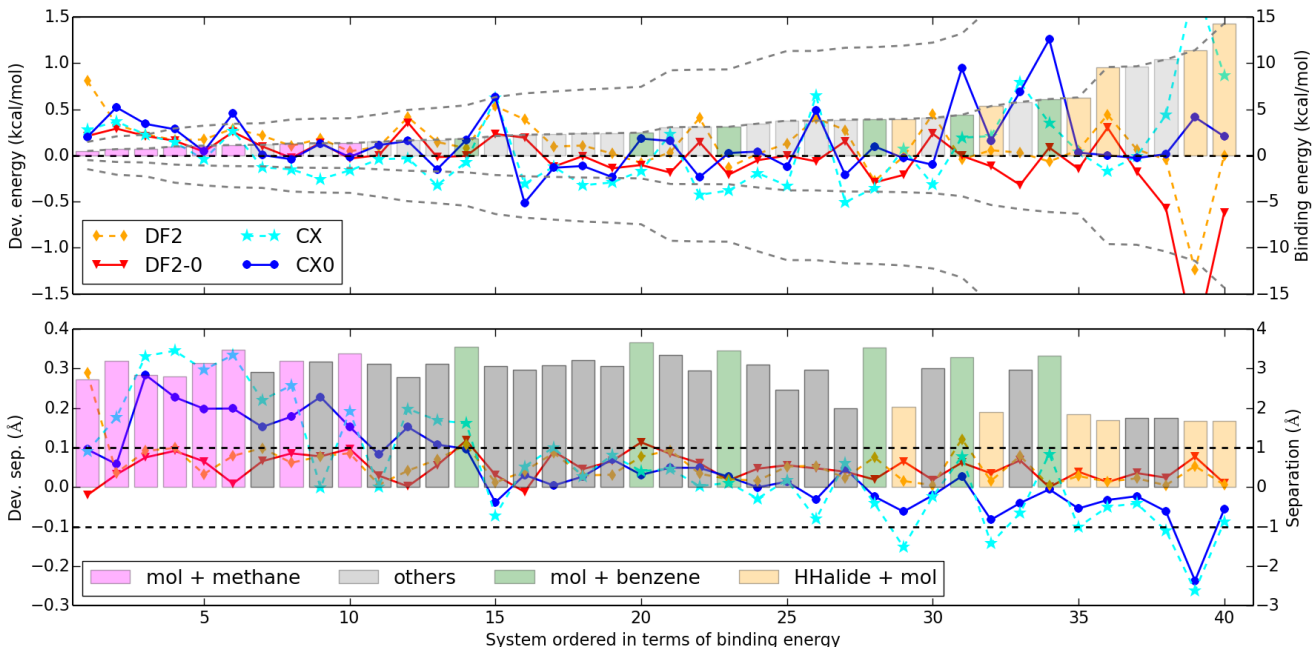 Dev. energy (kcal/mol)
1.5
1.0
0.5
0.0
−0.5
−1.0
−1.5
15
10
5
0
−5
−10
−15
Binding energy (kcal/mol)
DF2
DF2-0
CX
CX0
Dev. sep. (Å)
0.4
0.3
0.2
0.1
0.0
−0.1
−0.2
−0.3
4
3
2
1
0
−1
−2
−3
Separation (Å)
mol + methane
others
mol + benzene
HHalide + mol
5
10
15
20
25
30
35
40
System ordered in terms of binding energy